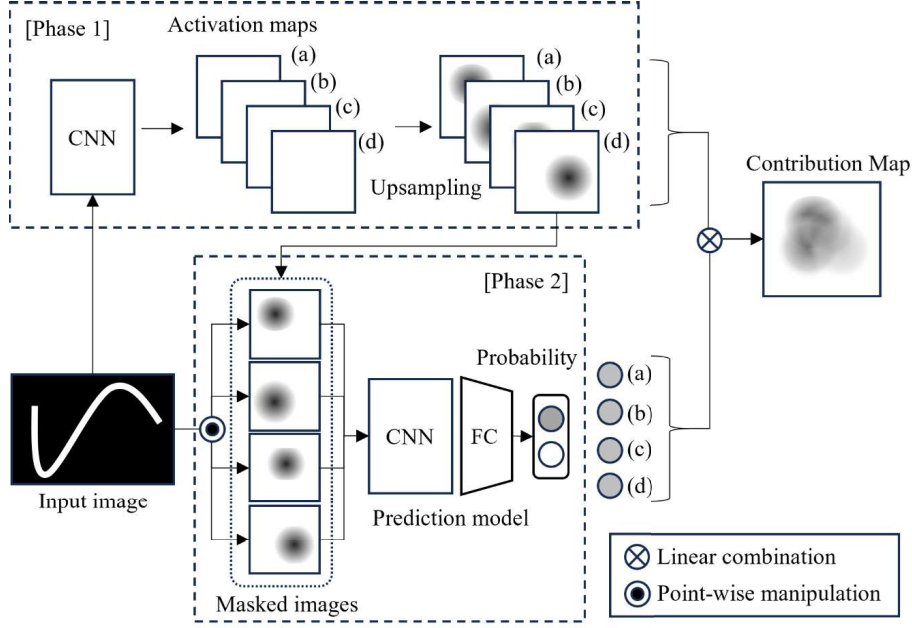 [Phase 1]
Activation maps
(a)
(b)
(c)
(d)
(a)
(b)
(c)
(d)
CNN
Upsampling
Contribution Map
[Phase 2]
Probability
CNN
FC
(a)
(b)
(c)
(d)
Input image
Prediction model
Masked images
Linear combination
Point-wise manipulation